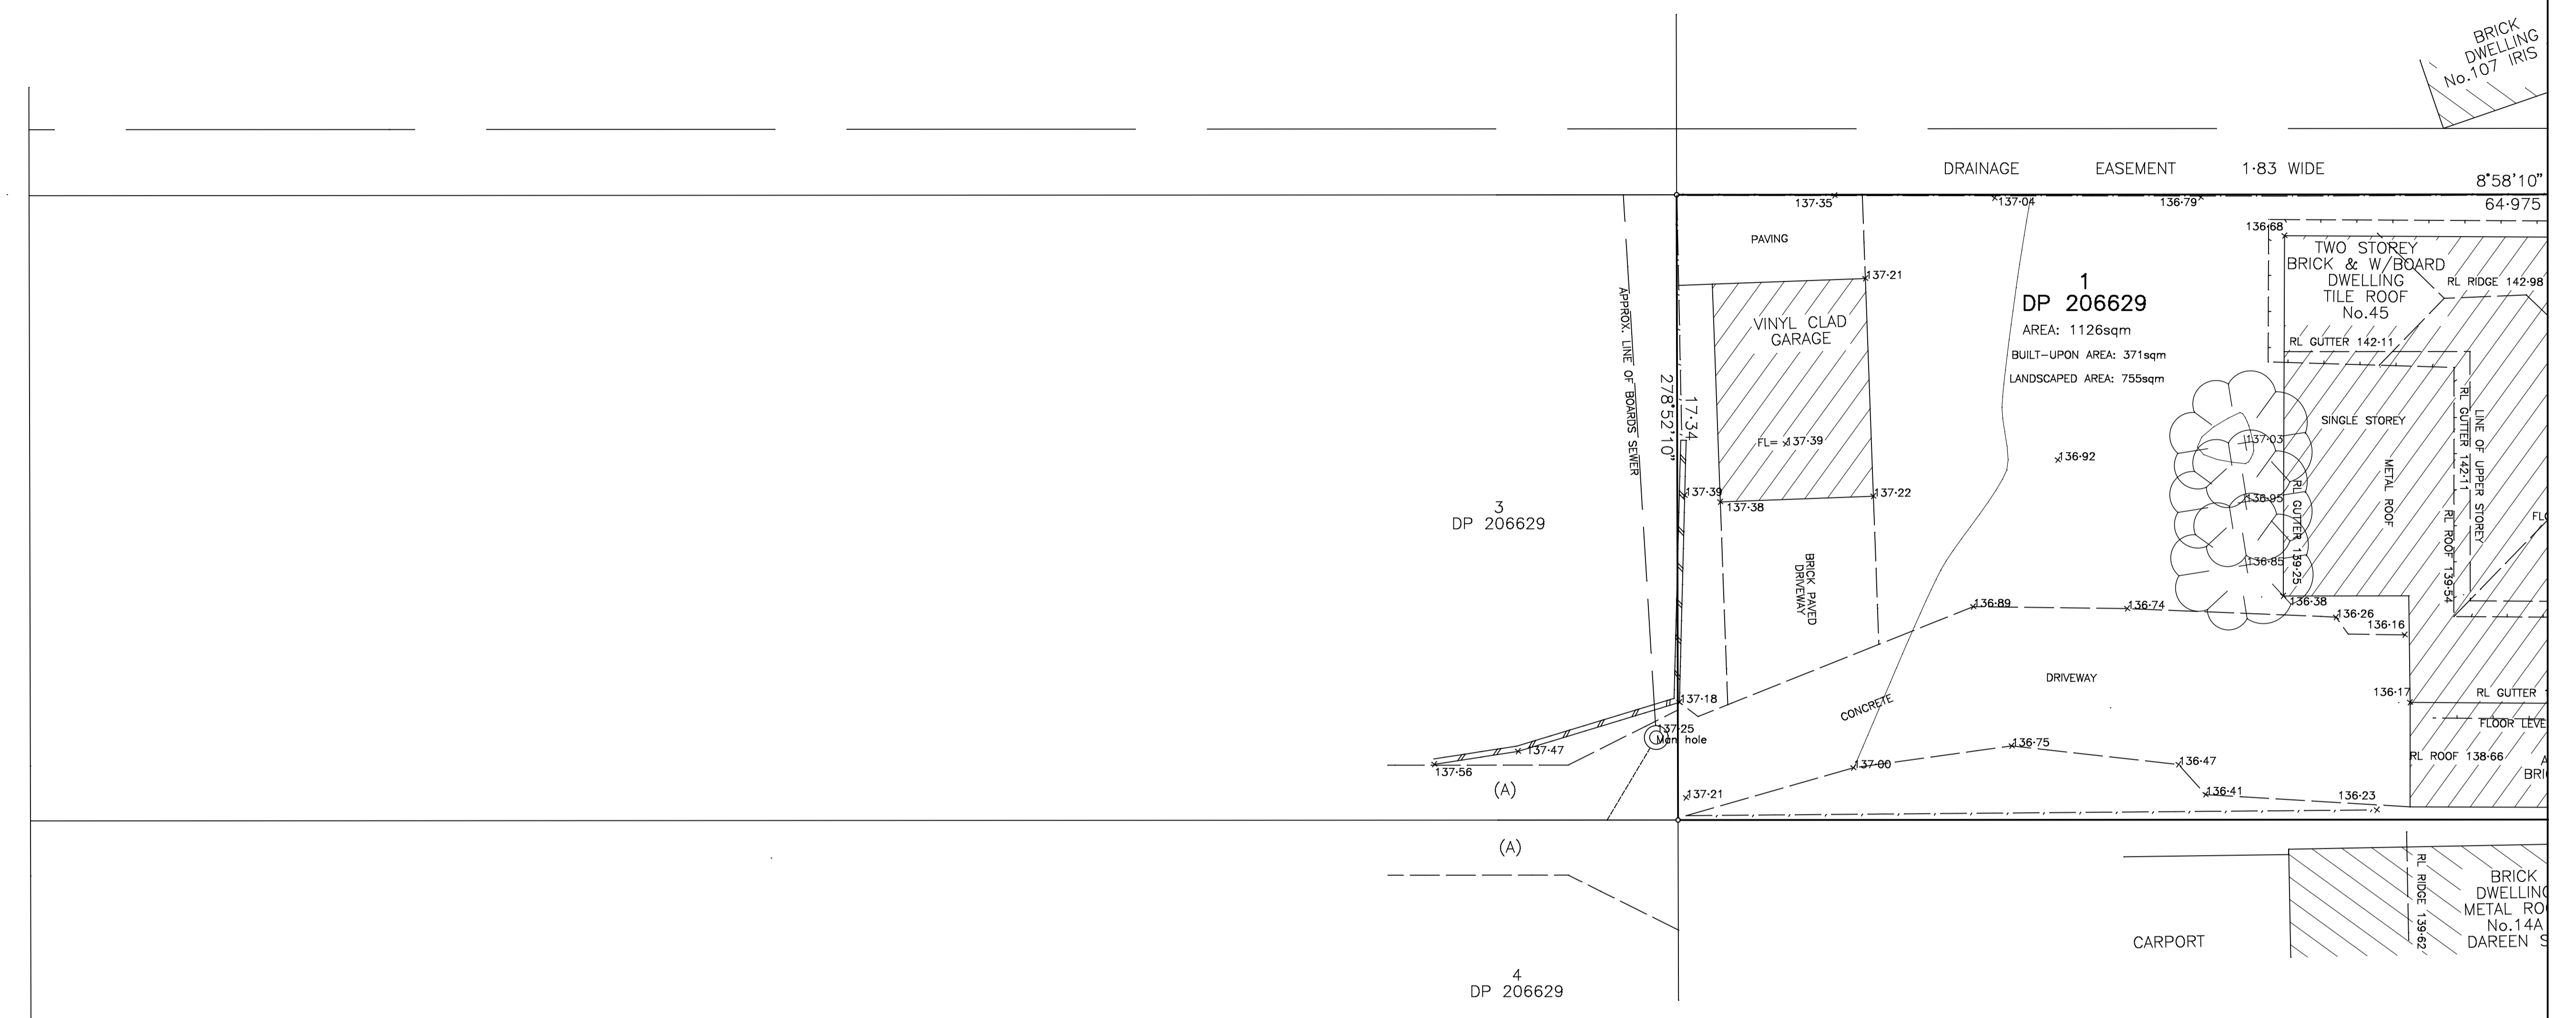 BRICK
DWELLING
No.107 IRIS
DRAINAGE EASEMENT 1·83 WIDE
8°58'10"
64·975
137·35
137·04
136·79
136·68
PAVING
137·21
VINYL CLAD
GARAGE
1
DP 206629
AREA: 1126sqm
BUILT-UPON AREA: 371sqm
LANDSCAPED AREA: 755sqm
TWO STOREY
BRICK & W/BOARD
DWELLING
TILE ROOF
No.45
RL RIDGE 142·98
RL GUTTER 142·11
APPROX. LINE OF BOARDS SEWER
278°52'10"
17·34
FL= 137·39
137·39
137·38
137·22
136·92
137·03
136·95
136·85
SINGLE STOREY
METAL ROOF
RL GUTTER 139·25
RL GUTTER 142·11
LINE OF UPPER STOREY
RL ROOF 139·54
3
DP 206629
BRICK PAVED
DRIVEWAY
136·89
136·74
136·38
136·26
136·16
DRIVEWAY
CONCRETE
136·17
RL GUTTER
FLOOR LEVE
RL ROOF 138·66
BRI
137·18
137·25
Man hole
137·47
137·56
(A)
137·21
137·00
136·75
136·47
136·41
136·23
(A)
RL RIDGE 139·62
BRICK
DWELLING
METAL RO
No.14A
DAREEN S
CARPORT
4
DP 206629